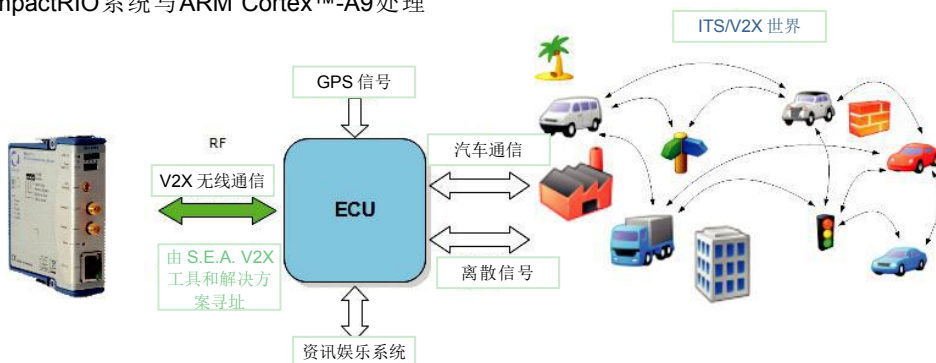 mpactRIO系统与ARM Cortex™-A9处理
ITS/V2X 世界
GPS 信号
RF
汽车通信
V2X 无线通信
ECU
由 S.E.A. V2X
工具和解决方
案寻址
离散信号
资讯娱乐系统